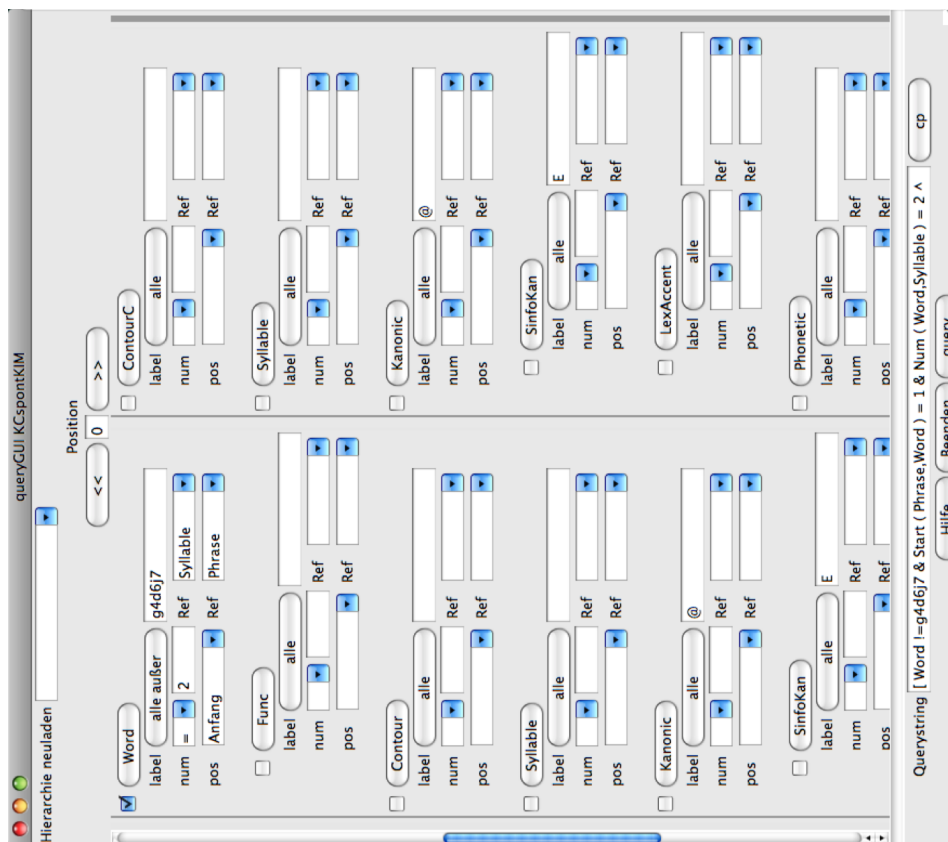 queryGUI KCspontKIM
Hierarchie neuladen
Position
<< 0 >>
Word
label alle außer g4d6j7
num = 2 Ref Syllable
pos Anfang Ref Phrase
Func
label alle
num Ref
pos Ref
Contour
label alle
num Ref
pos Ref
Syllable
label alle
num Ref
pos Ref
Kanonic
label alle @
num Ref
pos Ref
SinfoKan
label alle E
num Ref
pos Ref
ContourC
label alle
num Ref
pos Ref
Syllable
label alle
num Ref
pos Ref
Kanonic
label alle @
num Ref
pos Ref
SinfoKan
label alle E
num Ref
pos Ref
LexAccent
label alle
num Ref
pos Ref
Phonetic
label alle
num Ref
pos Ref
Querystring [ Word !=g4d6j7 & Start ( Phrase,Word ) = 1 & Num ( Word,Syllable ) = 2 ^ cp
Hilfe Beenden query